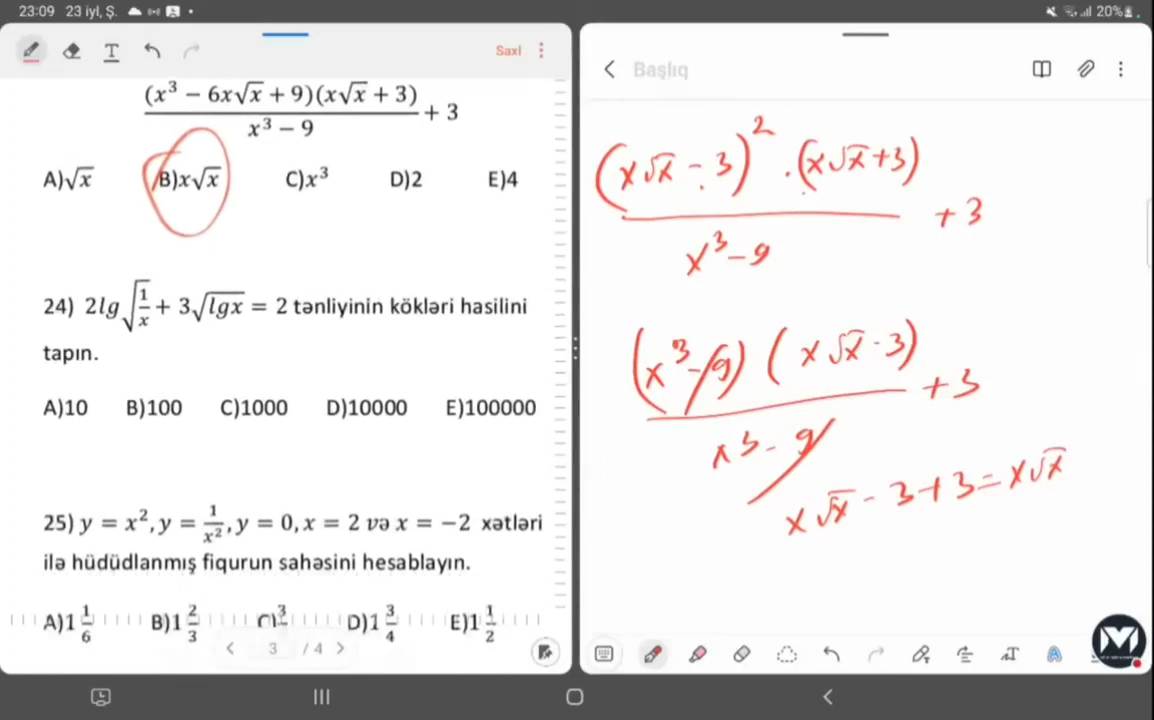 23:09 23 iyl, Ş. 20%
Saxl
(x³ − 6x√x + 9)(x√x + 3) / x³ − 9 + 3
A)√x B)x√x C)x³ D)2 E)4
24) 2lg√(1/x) + 3√lgx = 2 tənliyinin kökləri hasilini
tapın.
A)10 B)100 C)1000 D)10000 E)100000
25) y = x², y = 1/x², y = 0, x = 2 və x = −2 xətləri
ilə hüdüdlanmış fiqurun sahəsini hesablayın.
A)1 1/6 B)1 2/3 D)1 3/4 E)1 1/2
3 / 4
Başlıq
(x√x − 3)² · (x√x + 3) / x³ − 9 + 3
(x³ − 9) (x√x − 3) / x³ − 9 + 3
x√x − 3 + 3 = x√x